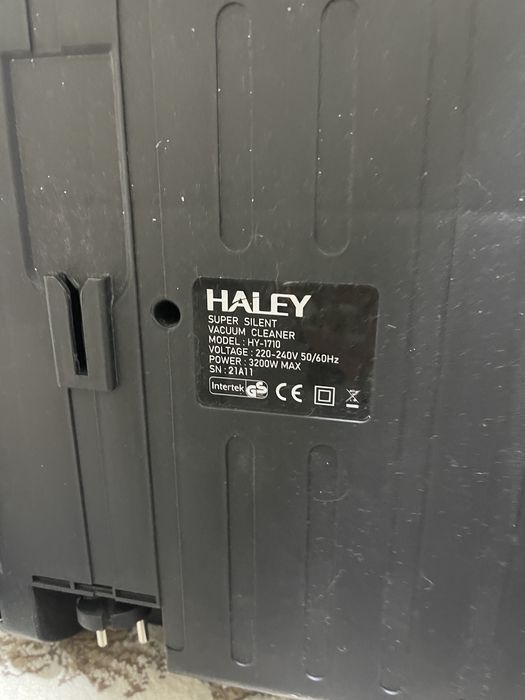 HALEY
SUPER SILENT
VACUUM CLEANER
MODEL : HY-1710
VOLTAGE : 220-240V 50/60Hz
POWER : 3200W MAX
SN : 21A11
Intertek GS CE